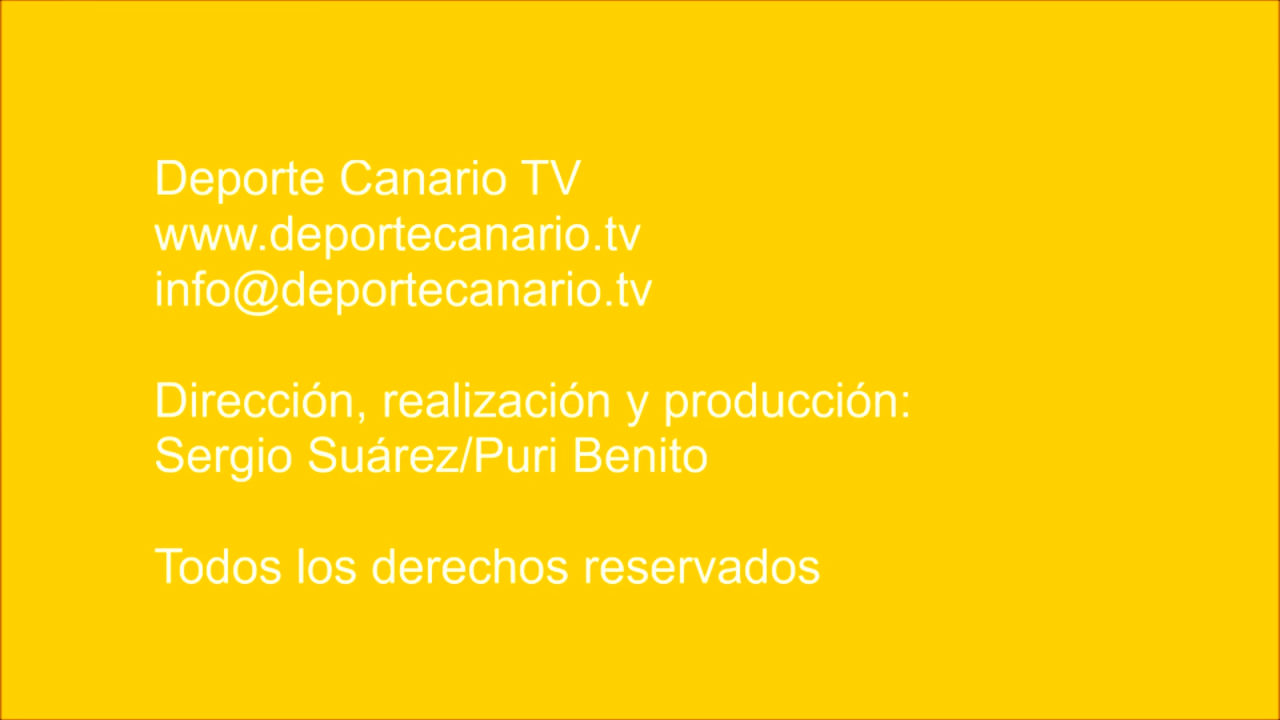 Deporte Canario TV
www.deportecanario.tv
info@deportecanario.tv
Dirección, realización y producción:
Sergio Suárez/Puri Benito
Todos los derechos reservados